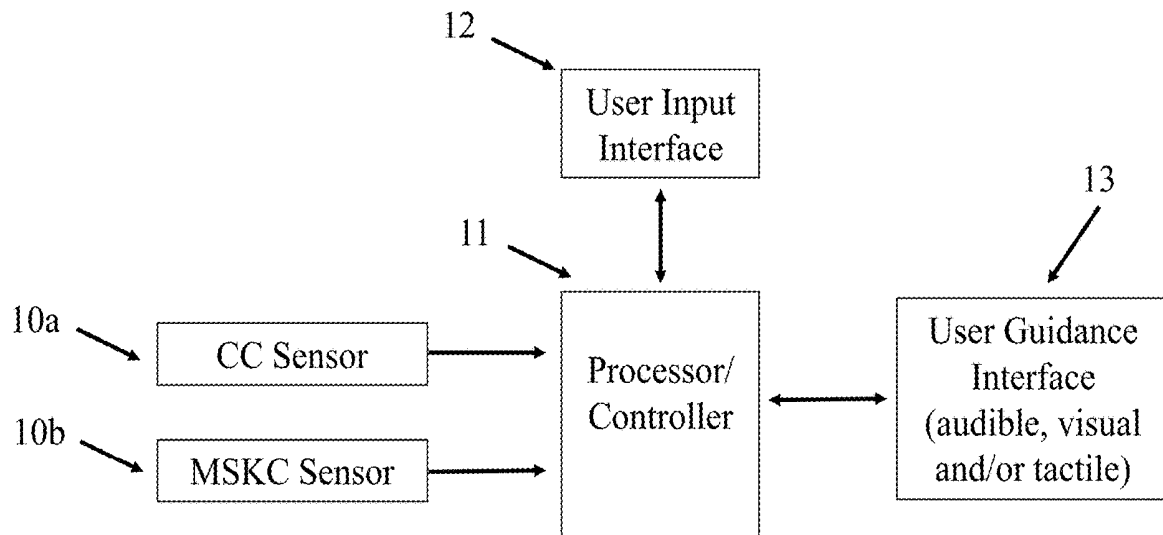 12
User Input
Interface
13
11
10a
CC Sensor
Processor/
Controller
User Guidance
Interface
(audible, visual
and/or tactile)
10b
MSKC Sensor